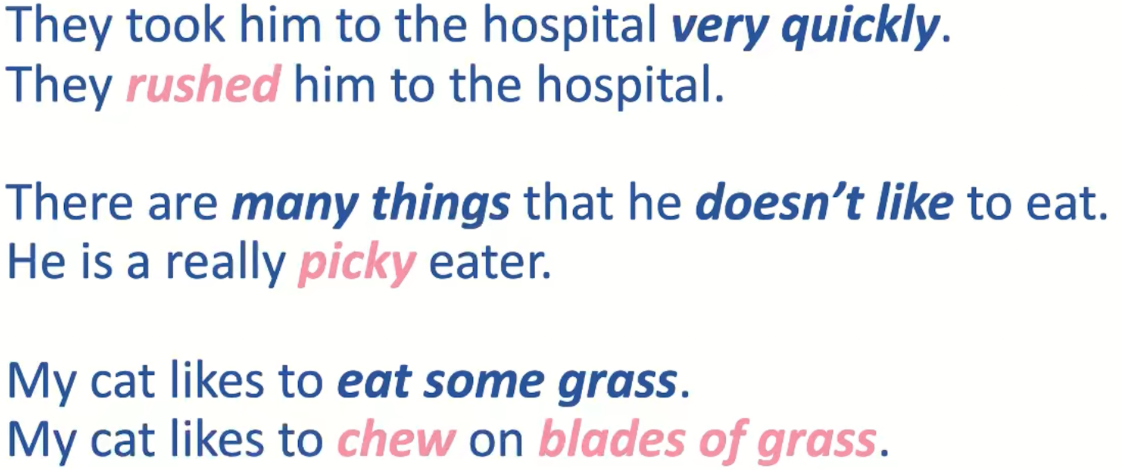 They took him to the hospital very quickly.
They rushed him to the hospital.
There are many things that he doesn’t like to eat.
He is a really picky eater.
My cat likes to eat some grass.
My cat likes to chew on blades of grass.